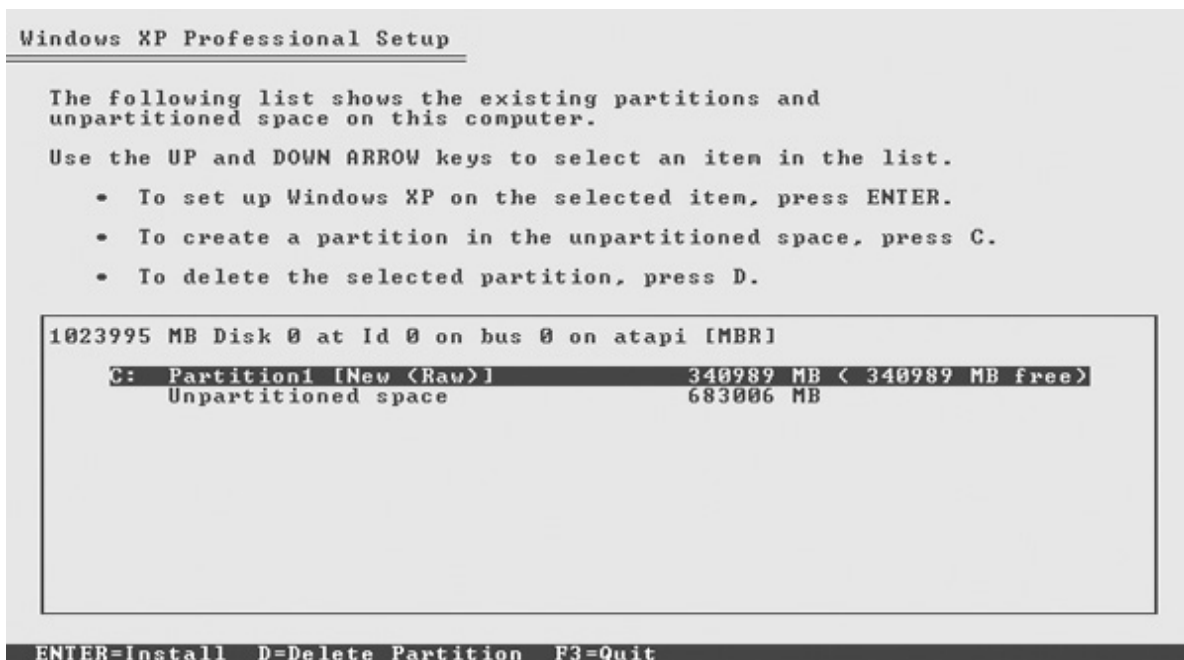 Windows XP Professional Setup
The following list shows the existing partitions and
unpartitioned space on this computer.
Use the UP and DOWN ARROW keys to select an item in the list.
• To set up Windows XP on the selected item, press ENTER.
• To create a partition in the unpartitioned space, press C.
• To delete the selected partition, press D.
1023995 MB Disk 0 at Id 0 on bus 0 on atapi [MBR]
C: Partition1 [New (Raw)] 340989 MB ( 340989 MB free)
Unpartitioned space 683006 MB
ENTER=Install D=Delete Partition F3=Quit